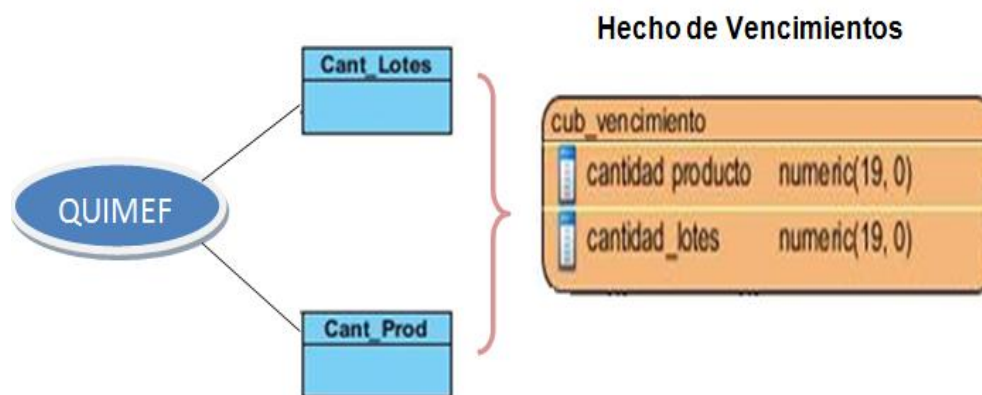 Hecho de Vencimientos
Cant_Lotes
QUIMEF
Cant_Prod
cub_vencimiento
cantidad producto numeric(19, 0)
cantidad_lotes numeric(19, 0)